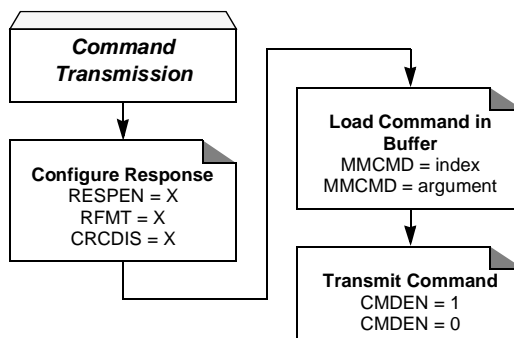 Command
Transmission
Configure Response
RESPEN = X
RFMT = X
CRCDIS = X
Load Command in
Buffer
MMCMD = index
MMCMD = argument
Transmit Command
CMDEN = 1
CMDEN = 0